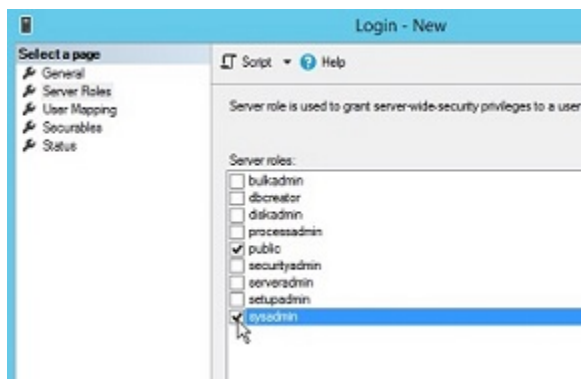 Login - New
Select a page
General
Server Roles
User Mapping
Securables
Status
Script
Help
Server role is used to grant server-wide-security privileges to a user
Server roles:
bulkadmin
dbcreator
diskadmin
processadmin
public
securityadmin
serveradmin
setupadmin
sysadmin